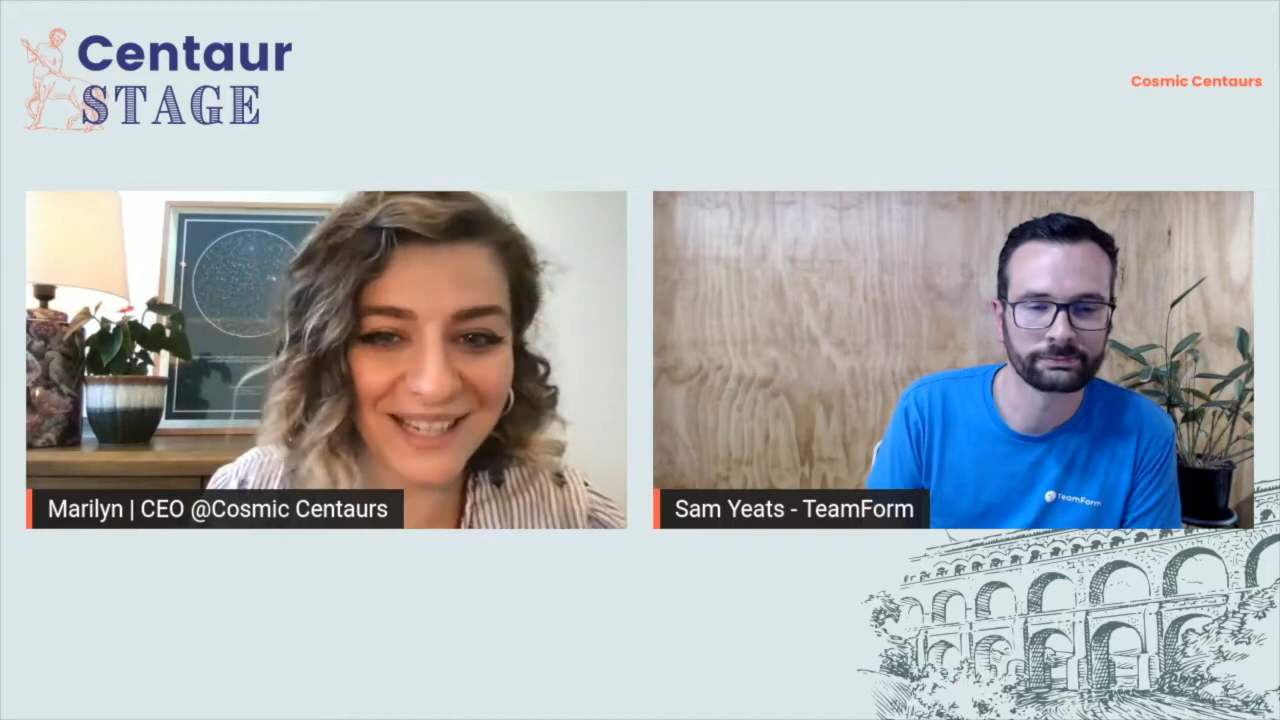 Centaur
STAGE
Cosmic Centaurs
Marilyn | CEO @Cosmic Centaurs
Sam Yeats - TeamForm
TeamForm